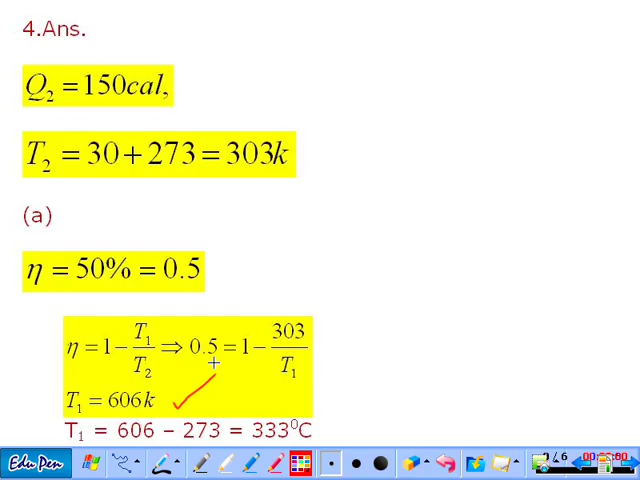 4.Ans.
Q₂ = 150cal,
T₂ = 30 + 273 = 303k
(a)
η = 50% = 0.5
η = 1 − T₁/T₂ ⇒ 0.5 = 1 − 303/T₁
T₁ = 606k
T₁ = 606 – 273 = 333⁰C
Edu Pen
/ 6